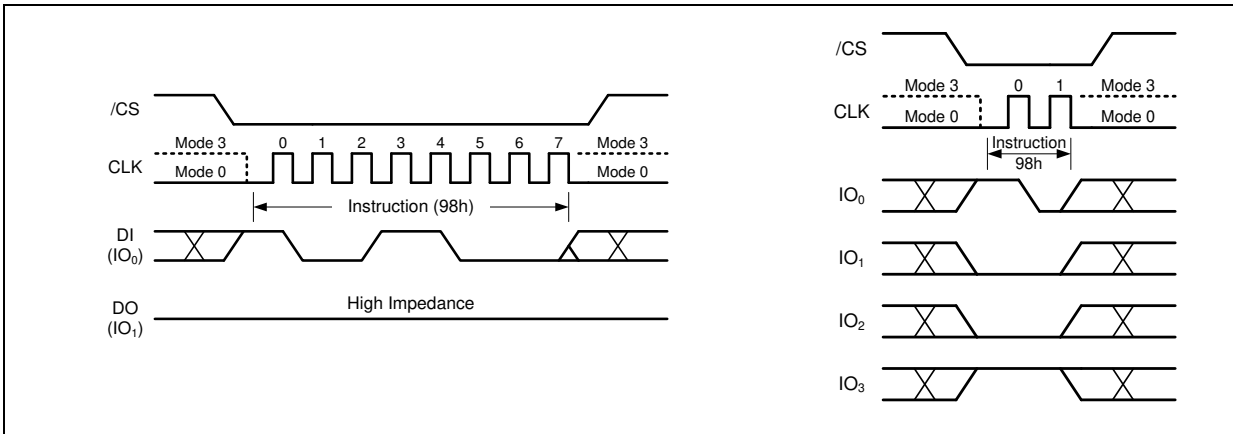 /CS
Mode 3 0 1 2 3 4 5 6 7 Mode 3
CLK
Mode 0 Mode 0
Instruction (98h)
DI
(IO0)
High Impedance
DO
(IO1)
/CS
Mode 3 0 1 Mode 3
CLK
Mode 0 Mode 0
Instruction
98h
IO0
IO1
IO2
IO3